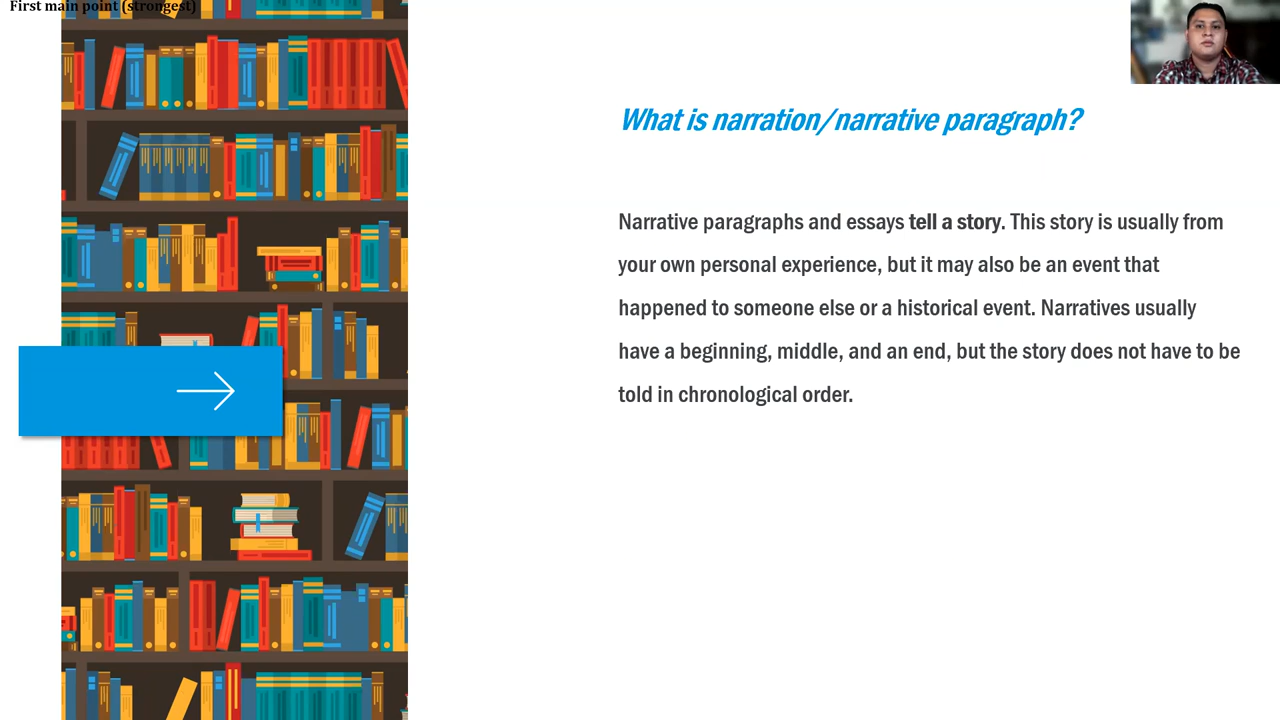 First main point (strongest)
What is narration/narrative paragraph?
Narrative paragraphs and essays tell a story. This story is usually from
your own personal experience, but it may also be an event that
happened to someone else or a historical event. Narratives usually
have a beginning, middle, and an end, but the story does not have to be
told in chronological order.